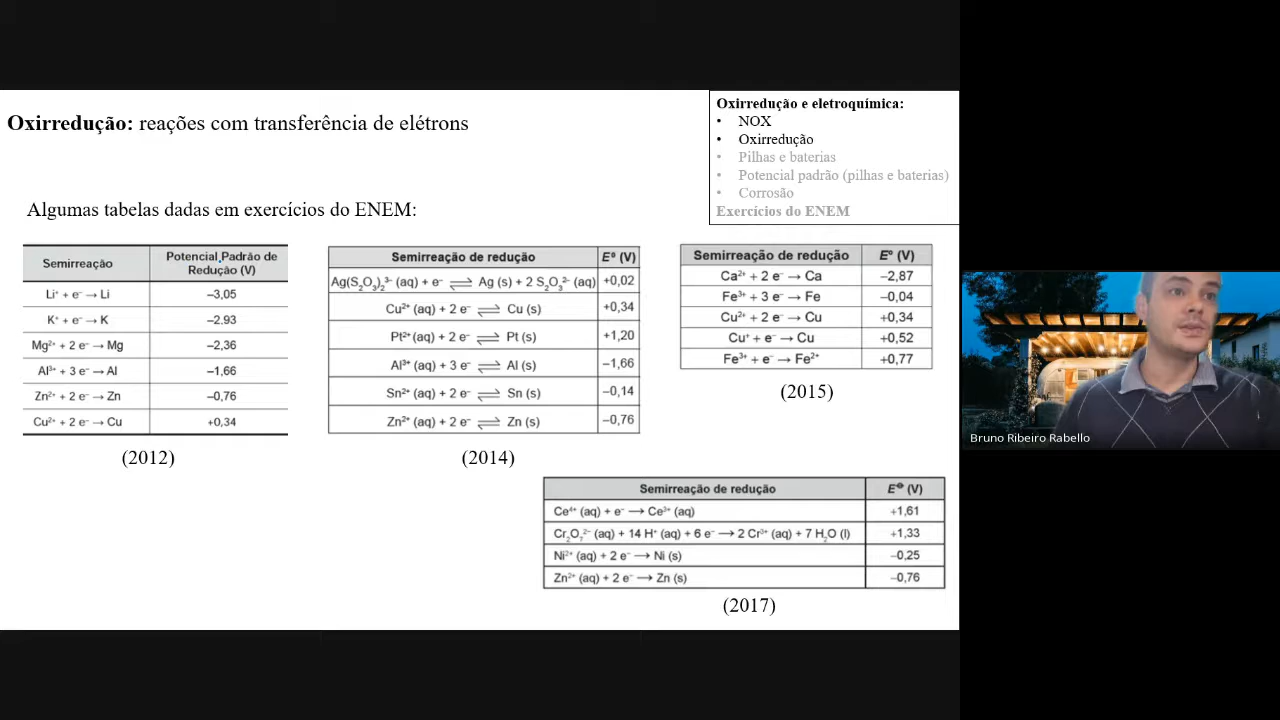 Oxirredução: reações com transferência de elétrons
Oxirredução e eletroquímica:
• NOX
• Oxirredução
• Pilhas e baterias
• Potencial padrão (pilhas e baterias)
• Corrosão
Exercícios do ENEM
Algumas tabelas dadas em exercícios do ENEM:
Semirreação Potencial Padrão de Redução (V)
Li⁺ + e⁻ → Li –3,05
K⁺ + e⁻ → K –2,93
Mg²⁺ + 2 e⁻ → Mg –2,36
Al³⁺ + 3 e⁻ → Al –1,66
Zn²⁺ + 2 e⁻ → Zn –0,76
Cu²⁺ + 2 e⁻ → Cu +0,34
(2012)
Semirreação de redução E° (V)
Ag(S₂O₃)₂³⁻ (aq) + e⁻ ⇌ Ag (s) + 2 S₂O₃²⁻ (aq) +0,02
Cu²⁺ (aq) + 2 e⁻ ⇌ Cu (s) +0,34
Pt²⁺ (aq) + 2 e⁻ ⇌ Pt (s) +1,20
Al³⁺ (aq) + 3 e⁻ ⇌ Al (s) –1,66
Sn²⁺ (aq) + 2 e⁻ ⇌ Sn (s) –0,14
Zn²⁺ (aq) + 2 e⁻ ⇌ Zn (s) –0,76
(2014)
Semirreação de redução E° (V)
Ca²⁺ + 2 e⁻ → Ca –2,87
Fe³⁺ + 3 e⁻ → Fe –0,04
Cu²⁺ + 2 e⁻ → Cu +0,34
Cu⁺ + e⁻ → Cu +0,52
Fe³⁺ + e⁻ → Fe²⁺ +0,77
(2015)
Semirreação de redução E⦵ (V)
Ce⁴⁺ (aq) + e⁻ → Ce³⁺ (aq) +1,61
Cr₂O₇²⁻ (aq) + 14 H⁺ (aq) + 6 e⁻ → 2 Cr³⁺ (aq) + 7 H₂O (l) +1,33
Ni²⁺ (aq) + 2 e⁻ → Ni (s) –0,25
Zn²⁺ (aq) + 2 e⁻ → Zn (s) –0,76
(2017)
Bruno Ribeiro Rabello